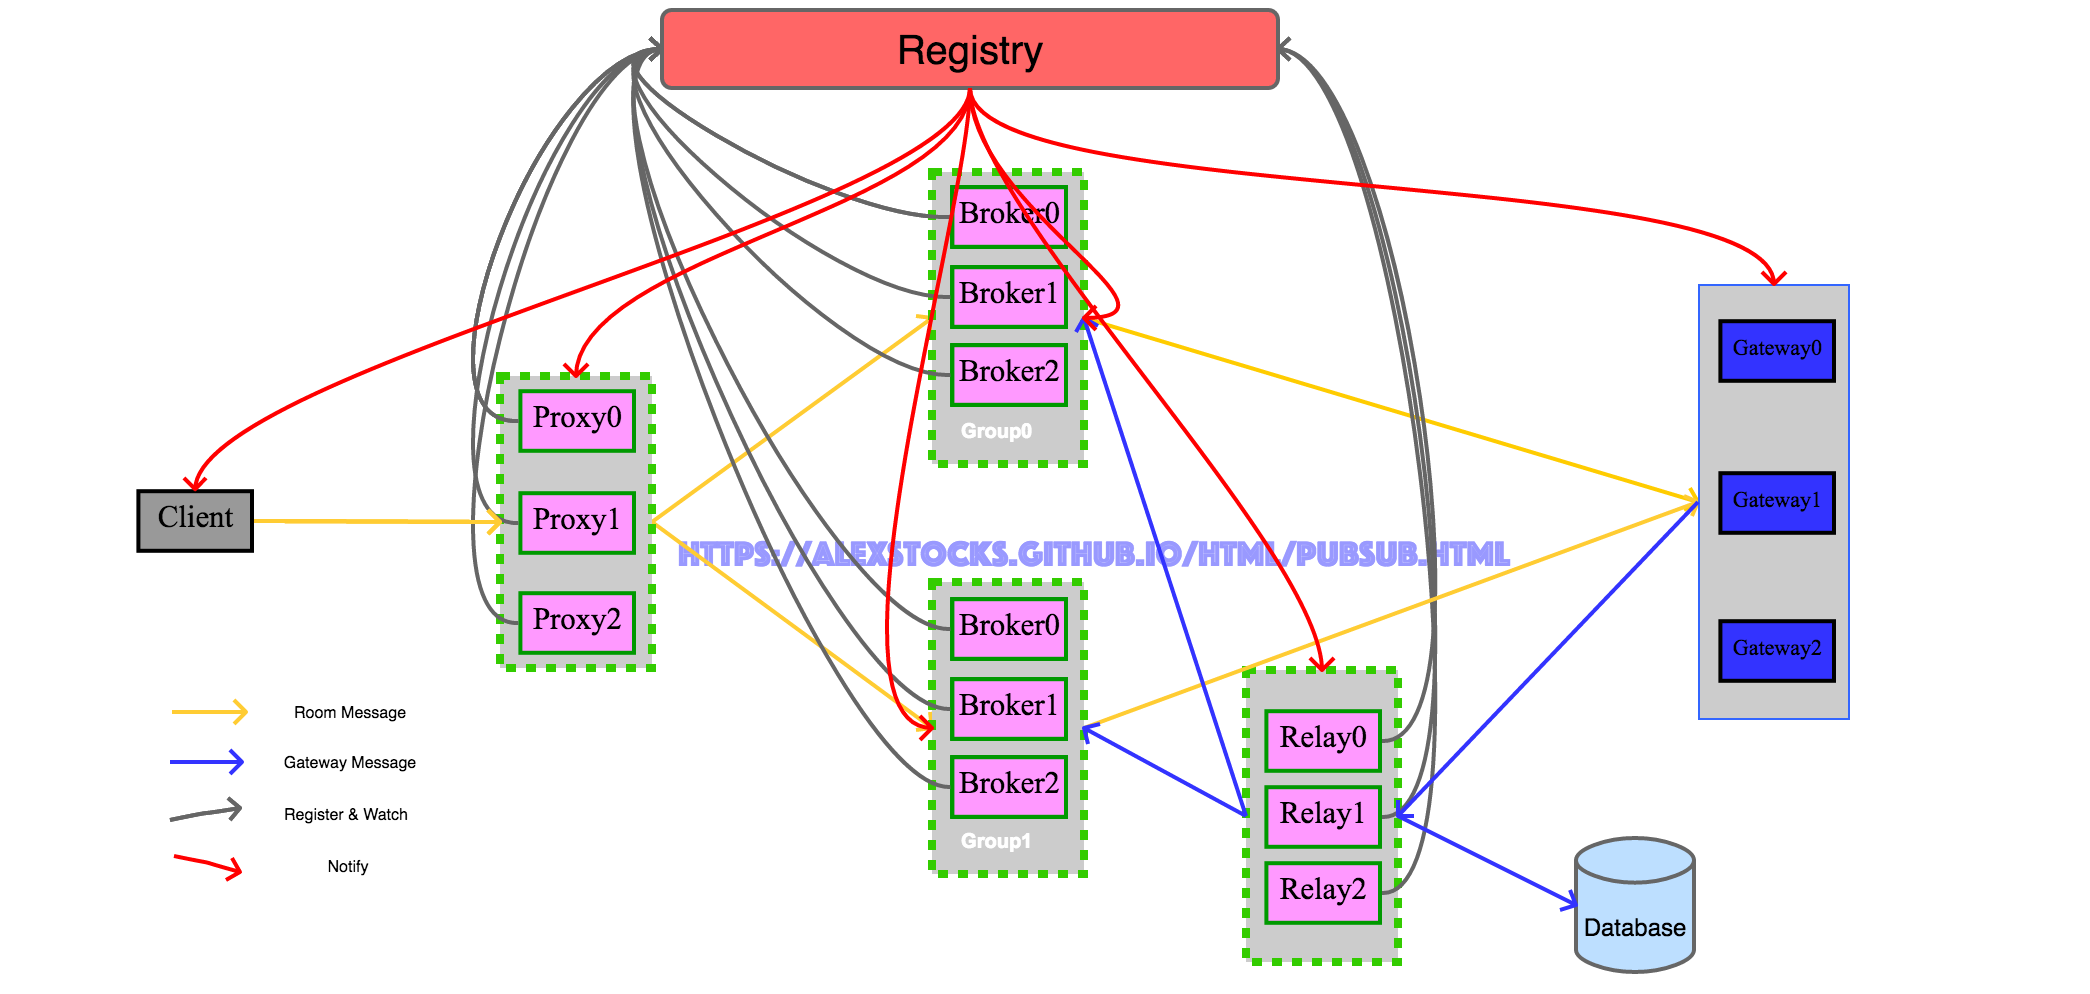 Registry
Broker0
Broker1
Broker2
Group0
Gateway0
Gateway1
Gateway2
Proxy0
Proxy1
Proxy2
Client
HTTPS://ALEXSTOCKS.GITHUB.IO/HTML/PUBSUB.HTML
Broker0
Broker1
Broker2
Group1
Relay0
Relay1
Relay2
Database
Room Message
Gateway Message
Register & Watch
Notify